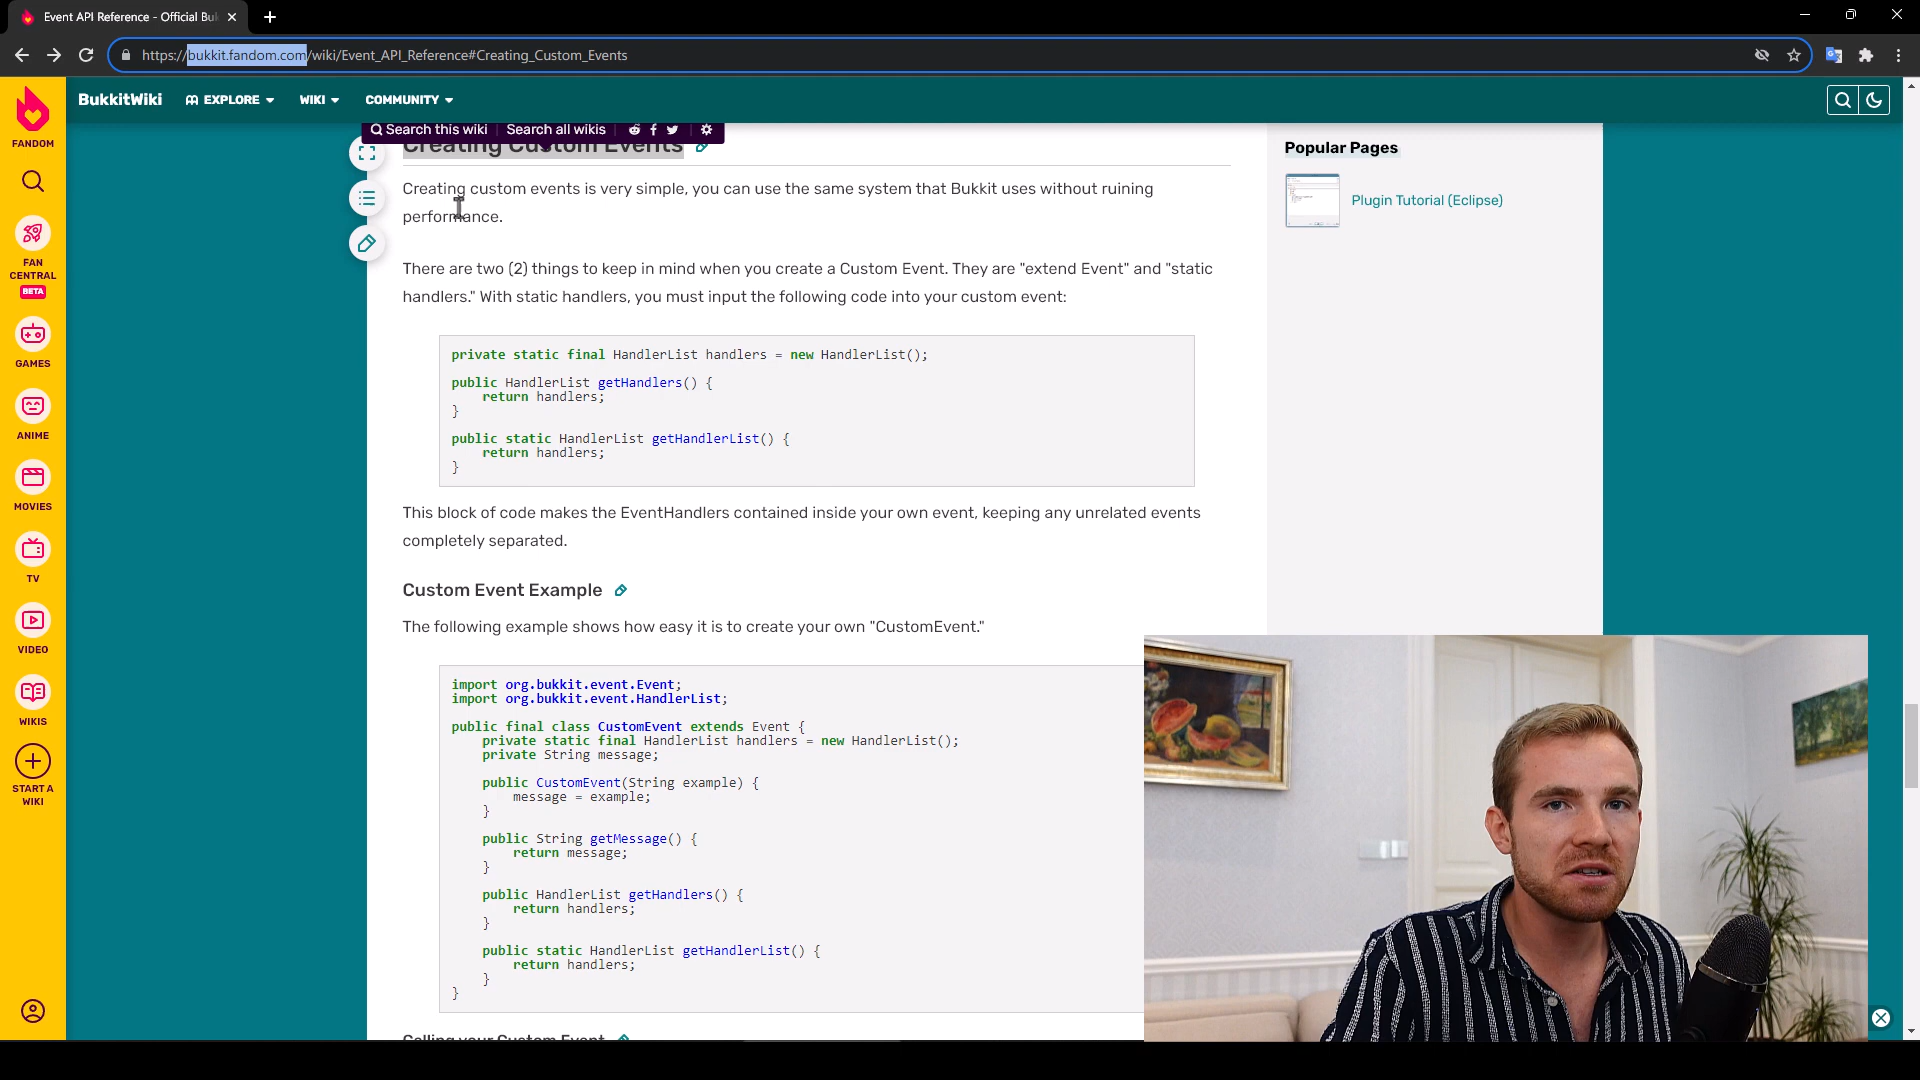 Event API Reference - Official Bu
https://bukkit.fandom.com/wiki/Event_API_Reference#Creating_Custom_Events
FANDOM
FAN
CENTRAL
BETA
GAMES
ANIME
MOVIES
TV
VIDEO
WIKIS
START A
WIKI
BukkitWiki
EXPLORE
WIKI
COMMUNITY
Search this wiki
Search all wikis
Creating Custom Events
Creating custom events is very simple, you can use the same system that Bukkit uses without ruining
performance.
There are two (2) things to keep in mind when you create a Custom Event. They are "extend Event" and "static
handlers." With static handlers, you must input the following code into your custom event:
private static final HandlerList handlers = new HandlerList();
public HandlerList getHandlers() {
return handlers;
}
public static HandlerList getHandlerList() {
return handlers;
}
This block of code makes the EventHandlers contained inside your own event, keeping any unrelated events
completely separated.
Custom Event Example
The following example shows how easy it is to create your own "CustomEvent."
import org.bukkit.event.Event;
import org.bukkit.event.HandlerList;
public final class CustomEvent extends Event {
private static final HandlerList handlers = new HandlerList();
private String message;
public CustomEvent(String example) {
message = example;
}
public String getMessage() {
return message;
}
public HandlerList getHandlers() {
return handlers;
}
public static HandlerList getHandlerList() {
return handlers;
}
}
Calling your Custom Event
Popular Pages
Plugin Tutorial (Eclipse)